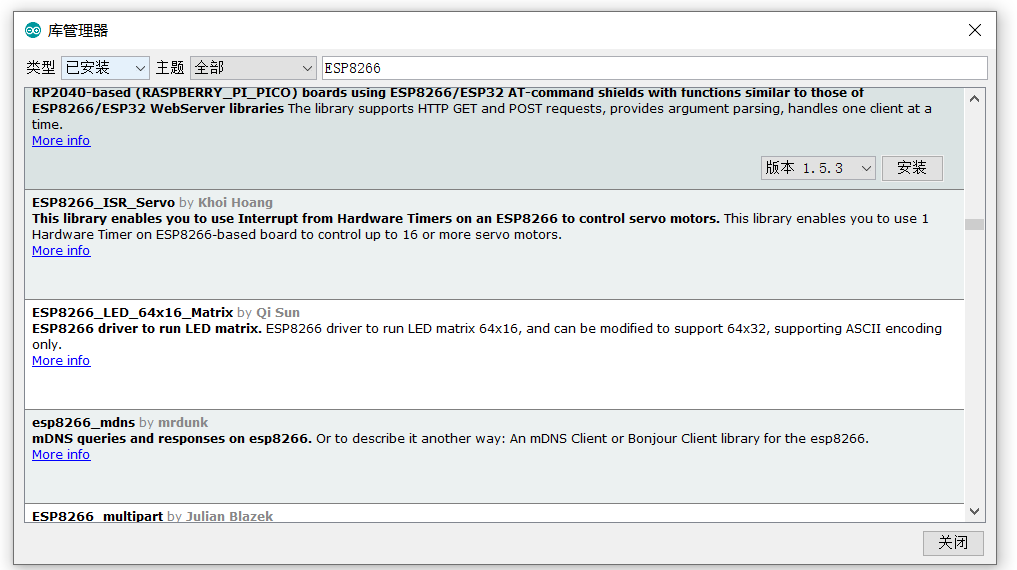 库管理器
类型 已安装 主题 全部 ESP8266
RP2040-based (RASPBERRY_PI_PICO) boards using ESP8266/ESP32 AT-command shields with functions similar to those of
ESP8266/ESP32 WebServer libraries The library supports HTTP GET and POST requests, provides argument parsing, handles one client at a
time.
More info
版本 1.5.3 安装
ESP8266_ISR_Servo by Khoi Hoang
This library enables you to use Interrupt from Hardware Timers on an ESP8266 to control servo motors. This library enables you to use 1
Hardware Timer on ESP8266-based board to control up to 16 or more servo motors.
More info
ESP8266_LED_64x16_Matrix by Qi Sun
ESP8266 driver to run LED matrix. ESP8266 driver to run LED matrix 64x16, and can be modified to support 64x32, supporting ASCII encoding
only.
More info
esp8266_mdns by mrdunk
mDNS queries and responses on esp8266. Or to describe it another way: An mDNS Client or Bonjour Client library for the esp8266.
More info
ESP8266_multipart by Julian Blazek
关闭